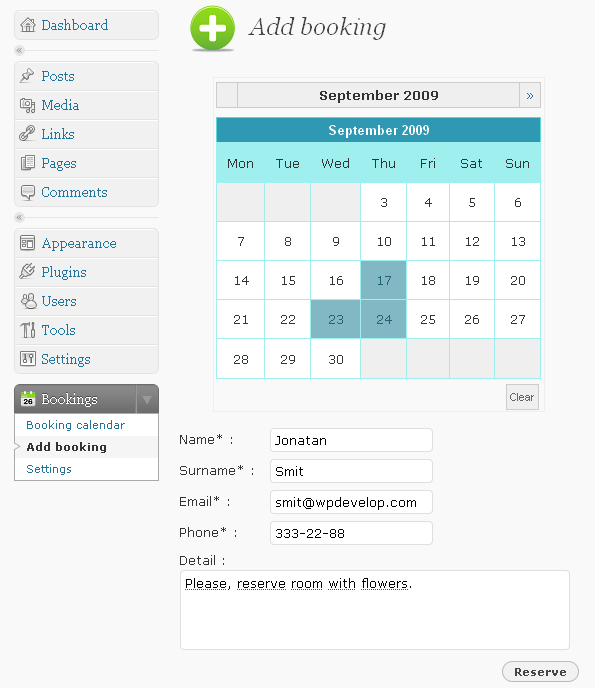 Dashboard
«
Posts
Media
Links
Pages
Comments
«
Appearance
Plugins
Users
Tools
Settings
26 Bookings
Booking calendar
Add booking
Settings
Add booking
September 2009 »
September 2009
Mon Tue Wed Thu Fri Sat Sun
3 4 5 6
7 8 9 10 11 12 13
14 15 16 17 18 19 20
21 22 23 24 25 26 27
28 29 30
Clear
Name* : Jonatan
Surname* : Smit
Email* : smit@wpdevelop.com
Phone* : 333-22-88
Detail :
Please, reserve room with flowers.
Reserve